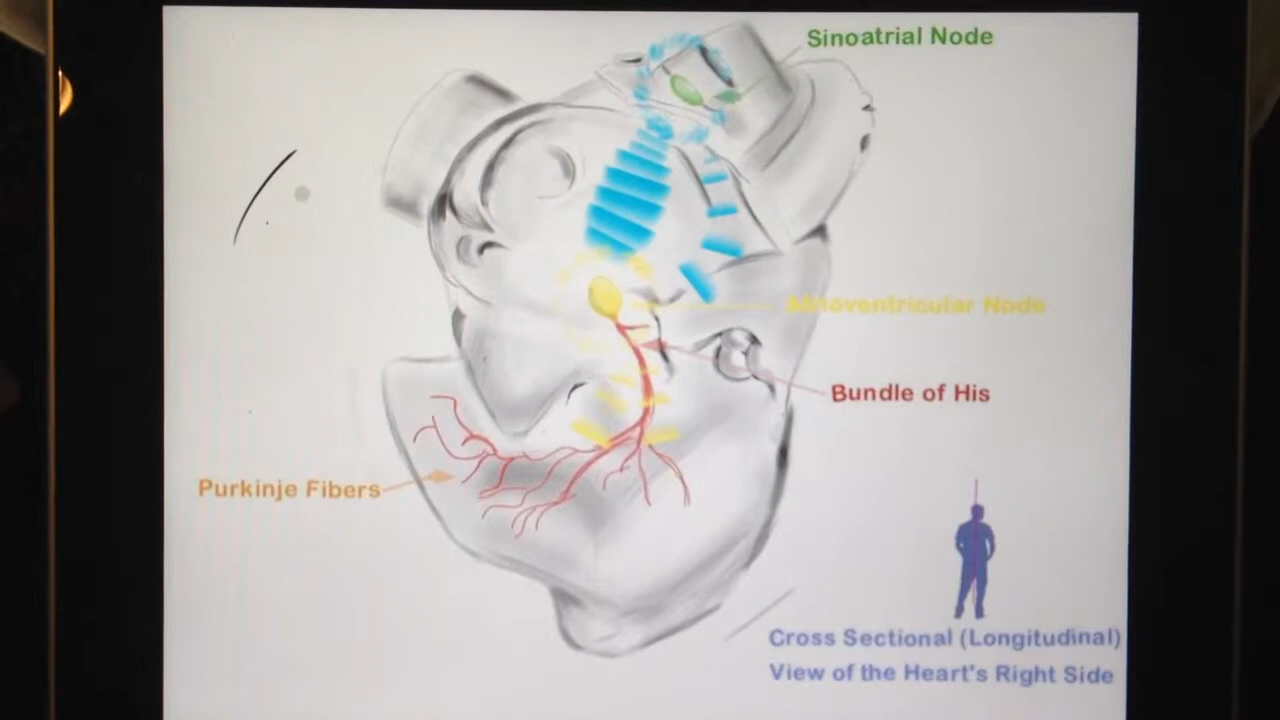 Sinoatrial Node
Atrioventricular Node
Bundle of His
Purkinje Fibers
Cross Sectional (Longitudinal)
View of the Heart's Right Side